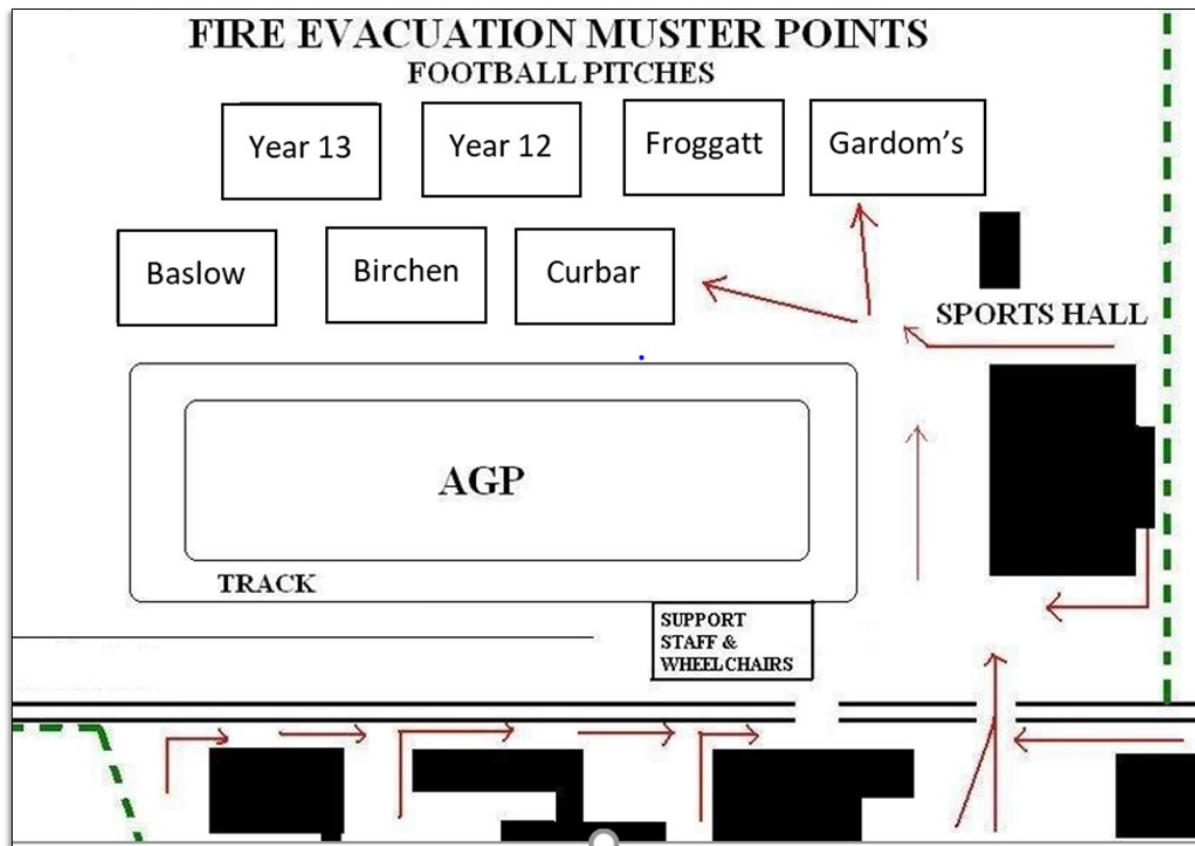 FIRE EVACUATION MUSTER POINTS
FOOTBALL PITCHES
Year 13
Year 12
Froggatt
Gardom's
Baslow
Birchen
Curbar
SPORTS HALL
AGP
TRACK
SUPPORT
STAFF &
WHEELCHAIRS